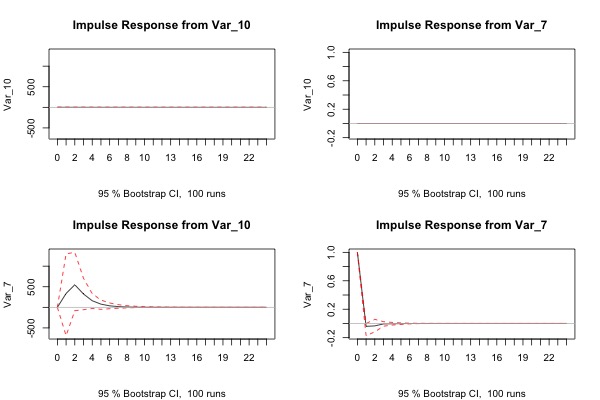 Impulse Response from Var_10
Var_10
500
-500
0 2 4 6 8 10 13 16 19 22
95 % Bootstrap CI, 100 runs
Impulse Response from Var_7
Var_10
1.0
0.6
0.2
-0.2
0 2 4 6 8 10 13 16 19 22
95 % Bootstrap CI, 100 runs
Impulse Response from Var_10
Var_7
500
-500
0 2 4 6 8 10 13 16 19 22
95 % Bootstrap CI, 100 runs
Impulse Response from Var_7
Var_7
1.0
0.6
0.2
-0.2
0 2 4 6 8 10 13 16 19 22
95 % Bootstrap CI, 100 runs